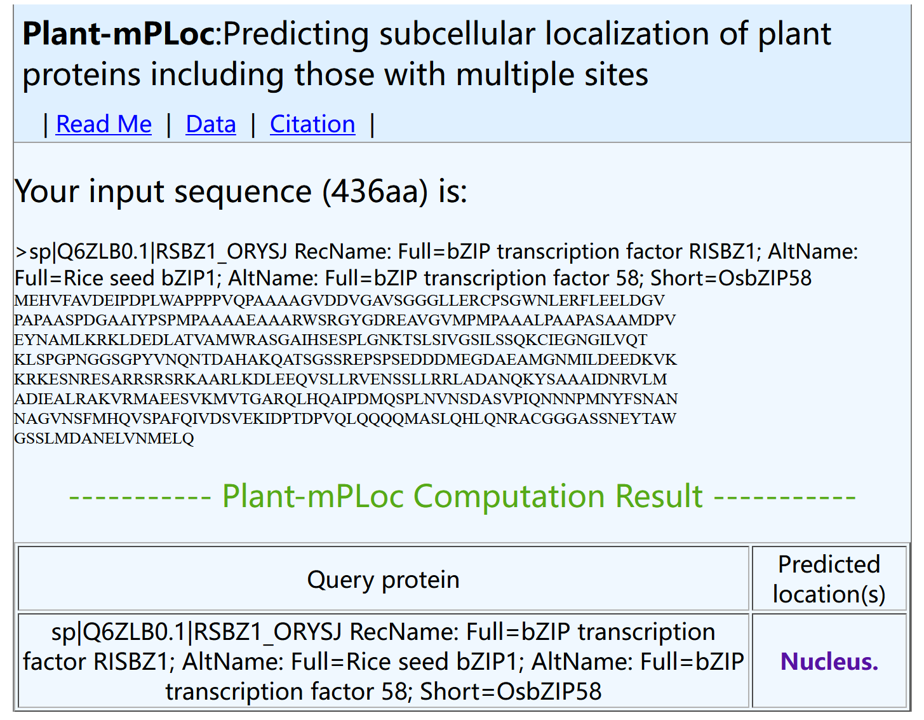 Plant-mPLoc:Predicting subcellular localization of plant
proteins including those with multiple sites
| Read Me | Data | Citation |
Your input sequence (436aa) is:
>sp|Q6ZLB0.1|RSBZ1_ORYSJ RecName: Full=bZIP transcription factor RISBZ1; AltName:
Full=Rice seed bZIP1; AltName: Full=bZIP transcription factor 58; Short=OsbZIP58
MEHVFAVDEIPDPLWAPPPPVQPAAAAGVDDVGAVSGGGLLERCPSGWNLERFLEELDGV
PAPAASPDGAAIYPSPMPAAAAEAAARWSRGYGDREAVGVMPMPAAALPAAPASAAMDPV
EYNAMLKRKLDEDLATVAMWRASGAIHSESPLGNKTSLSIVGSILSSQKCIEGNGILVQT
KLSPGPNGGSGPYVNQNTDAHAKQATSGSSREPSPSEDDDMEGDAEAMGNMILDEEDKVK
KRKESNRESARRSRSRKAARLKDLEEQVSLLRVENSSLLRRLADANQKYSAAAIDNRVLM
ADIEALRAKVRMAEESVKMVTGARQLHQAIPDMQSPLNVNSDASVPIQNNNPMNYFSNAN
NAGVNSFMHQVSPAFQIVDSVEKIDPTDPVQLQQQQMASLQHLQNRACGGGASSNEYTAW
GSSLMDANELVNMELQ
----------- Plant-mPLoc Computation Result -----------
Query protein
Predicted
location(s)
sp|Q6ZLB0.1|RSBZ1_ORYSJ RecName: Full=bZIP transcription
factor RISBZ1; AltName: Full=Rice seed bZIP1; AltName: Full=bZIP
transcription factor 58; Short=OsbZIP58
Nucleus.